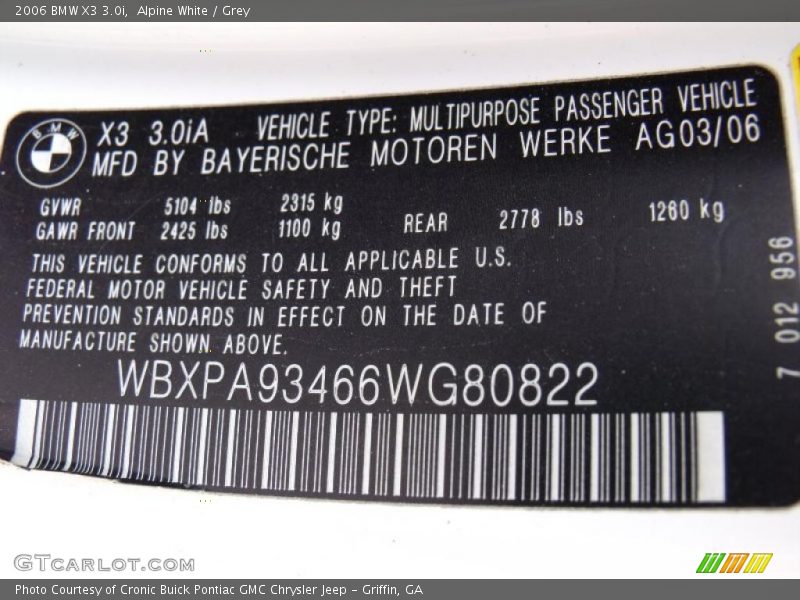 2006 BMW X3 3.0i,  Alpine White / Grey
BMW
X3 3.0iA VEHICLE TYPE: MULTIPURPOSE PASSENGER VEHICLE
MFD BY BAYERISCHE MOTOREN WERKE AG03/06
GVWR 5104 lbs 2315 kg
GAWR FRONT 2425 lbs 1100 kg REAR 2778 lbs 1260 kg
THIS VEHICLE CONFORMS TO ALL APPLICABLE U.S.
FEDERAL MOTOR VEHICLE SAFETY AND THEFT
PREVENTION STANDARDS IN EFFECT ON THE DATE OF
MANUFACTURE SHOWN ABOVE.
WBXPA93466WG80822
7 012 956
GTCARLOT.COM
Photo Courtesy of Cronic Buick Pontiac GMC Chrysler Jeep - Griffin, GA